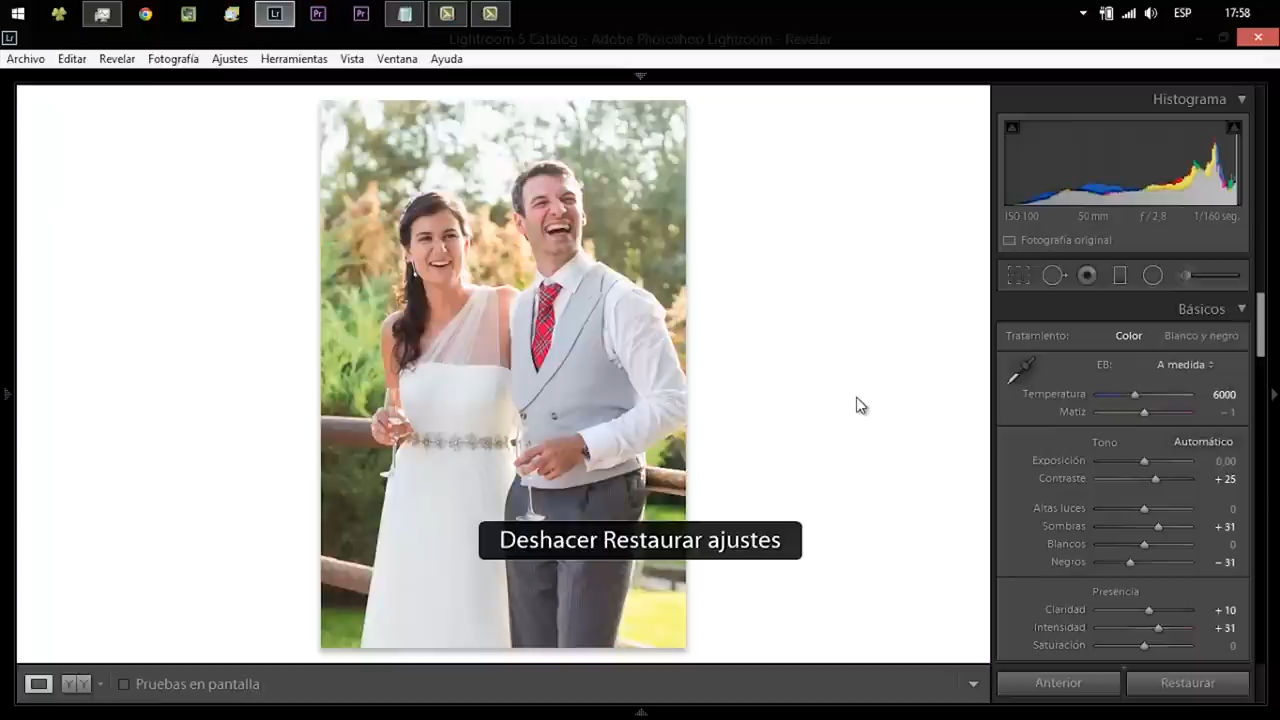 ESP
17:58
Lightroom 5 Catalog - Adobe Photoshop Lightroom - Revelar
Archivo Editar Revelar Fotografía Ajustes Herramientas Vista Ventana Ayuda
Histograma
ISO 100 50 mm ƒ / 2,8 1/160 seg.
Fotografía original
Básicos
Tratamiento: Color Blanco y negro
EB: A medida
Temperatura 6000
Matiz – 1
Tono Automático
Exposición 0,00
Contraste + 25
Altas luces 0
Sombras + 31
Blancos 0
Negros – 31
Presencia
Claridad + 10
Intensidad + 31
Saturación 0
Deshacer Restaurar ajustes
Pruebas en pantalla
Anterior Restaurar